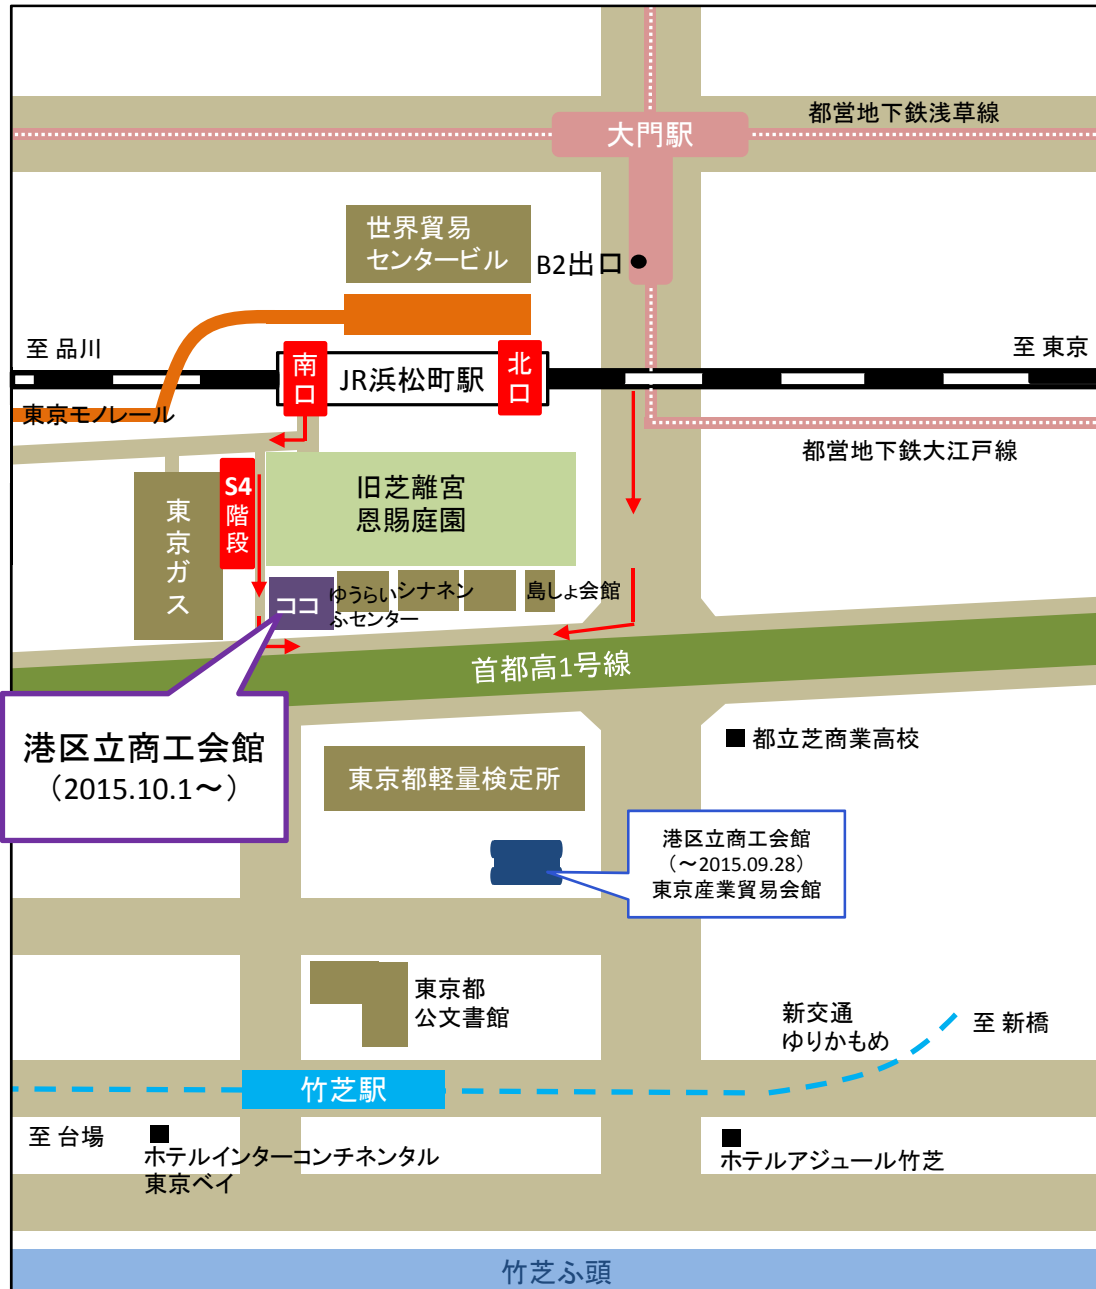 都営地下鉄浅草線
大門駅
世界貿易
センタービル
B2出口
至 品川
南口
JR浜松町駅
北口
至 東京
東京モノレール
都営地下鉄大江戸線
S4
階段
旧芝離宮
恩賜庭園
東京ガス
ココ
ゆうらい
ふセンター
シナネン
島しょ会館
首都高1号線
港区立商工会館
（2015.10.1～）
都立芝商業高校
東京都軽量検定所
港区立商工会館
（～2015.09.28）
東京産業貿易会館
東京都
公文書館
新交通
ゆりかもめ
至 新橋
竹芝駅
至 台場
ホテルインターコンチネンタル
東京ベイ
ホテルアジュール竹芝
竹芝ふ頭